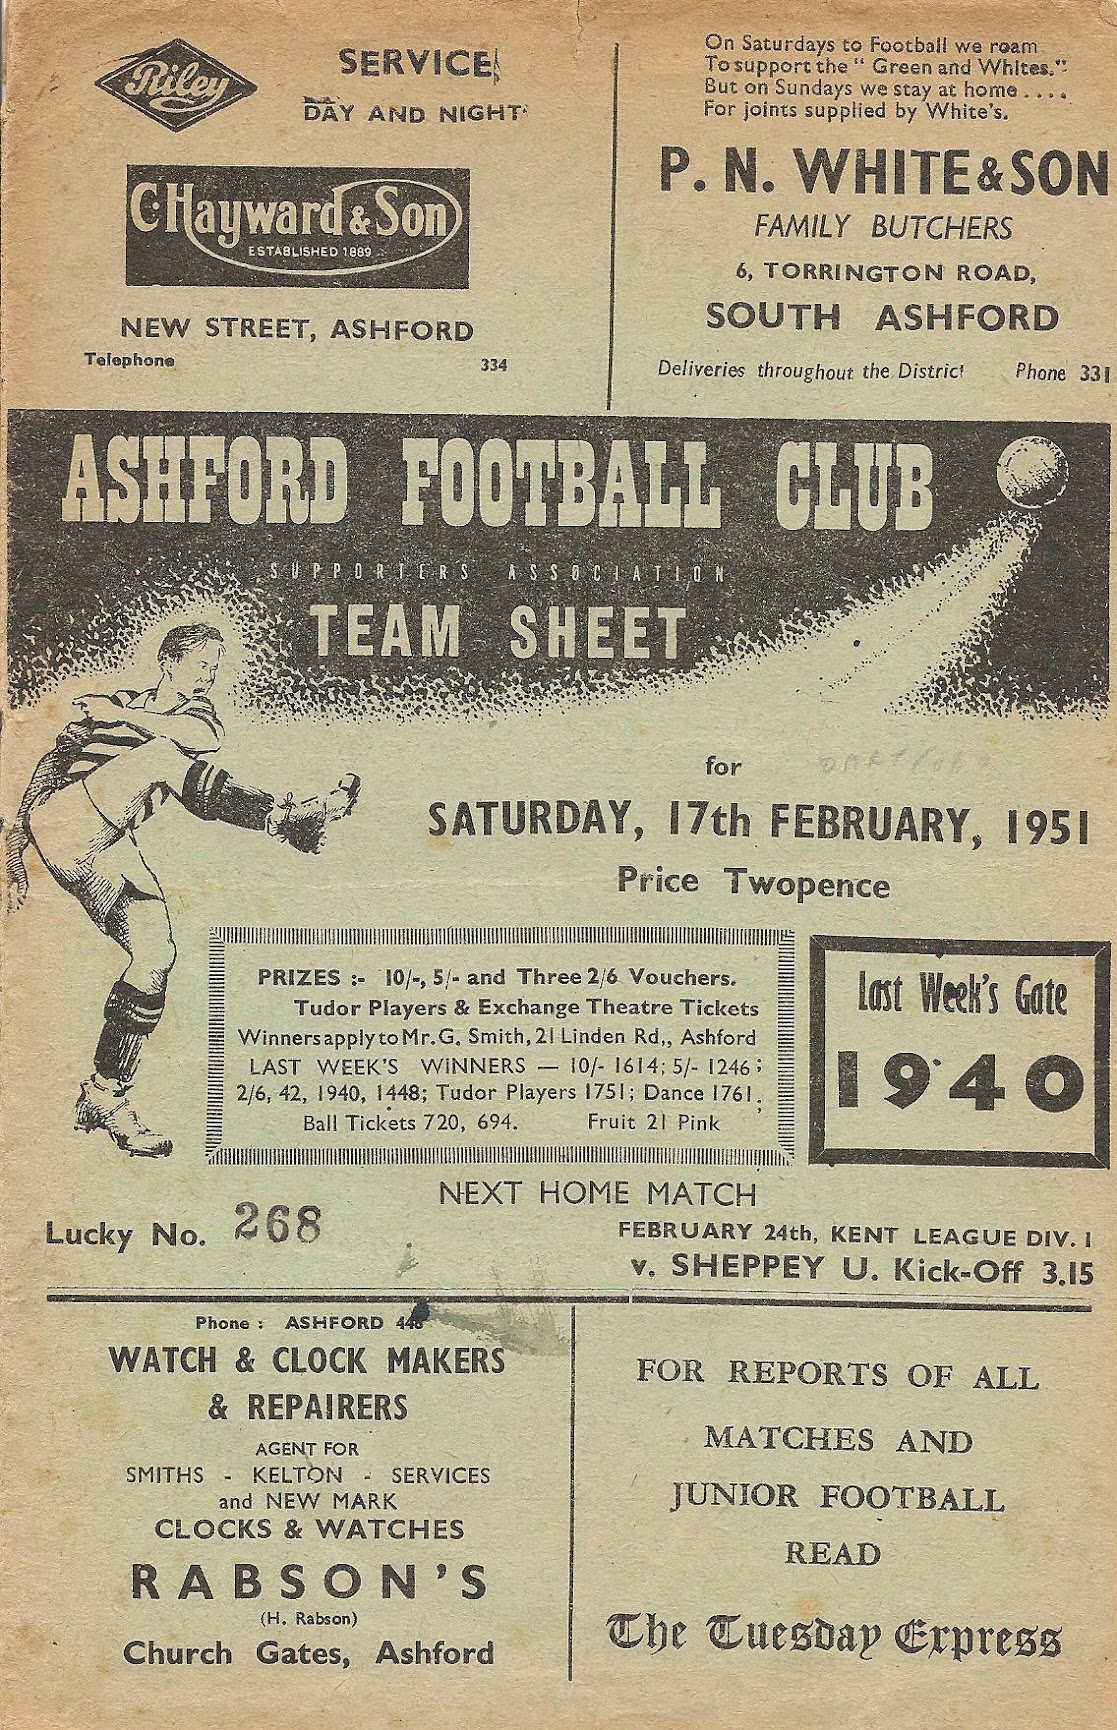 Riley
SERVICE
DAY AND NIGHT
C. Hayward & Son
ESTABLISHED 1889
NEW STREET, ASHFORD
Telephone 334
On Saturdays to Football we roam
To support the " Green and Whites."
But on Sundays we stay at home ....
For joints supplied by White's.
P. N. WHITE & SON
FAMILY BUTCHERS
6, TORRINGTON ROAD,
SOUTH ASHFORD
Deliveries throughout the District Phone 331
ASHFORD FOOTBALL CLUB
SUPPORTERS ASSOCIATION
TEAM SHEET
for DARTFORD
SATURDAY, 17th FEBRUARY, 1951
Price Twopence
PRIZES :- 10/-, 5/- and Three 2/6 Vouchers.
Tudor Players & Exchange Theatre Tickets
Winners apply to Mr. G. Smith, 21 Linden Rd,, Ashford
LAST WEEK'S WINNERS — 10/- 1614; 5/- 1246;
2/6, 42, 1940, 1448; Tudor Players 1751; Dance 1761.
Ball Tickets 720, 694. Fruit 21 Pink
Last Week's Gate
1940
NEXT HOME MATCH
Lucky No. 268
FEBRUARY 24th, KENT LEAGUE DIV. I
v. SHEPPEY U. Kick-Off 3.15
Phone : ASHFORD 448
WATCH & CLOCK MAKERS
& REPAIRERS
AGENT FOR
SMITHS - KELTON - SERVICES
and NEW MARK
CLOCKS & WATCHES
RABSON'S
(H. Rabson)
Church Gates, Ashford
FOR REPORTS OF ALL
MATCHES AND
JUNIOR FOOTBALL
READ
The Tuesday Express